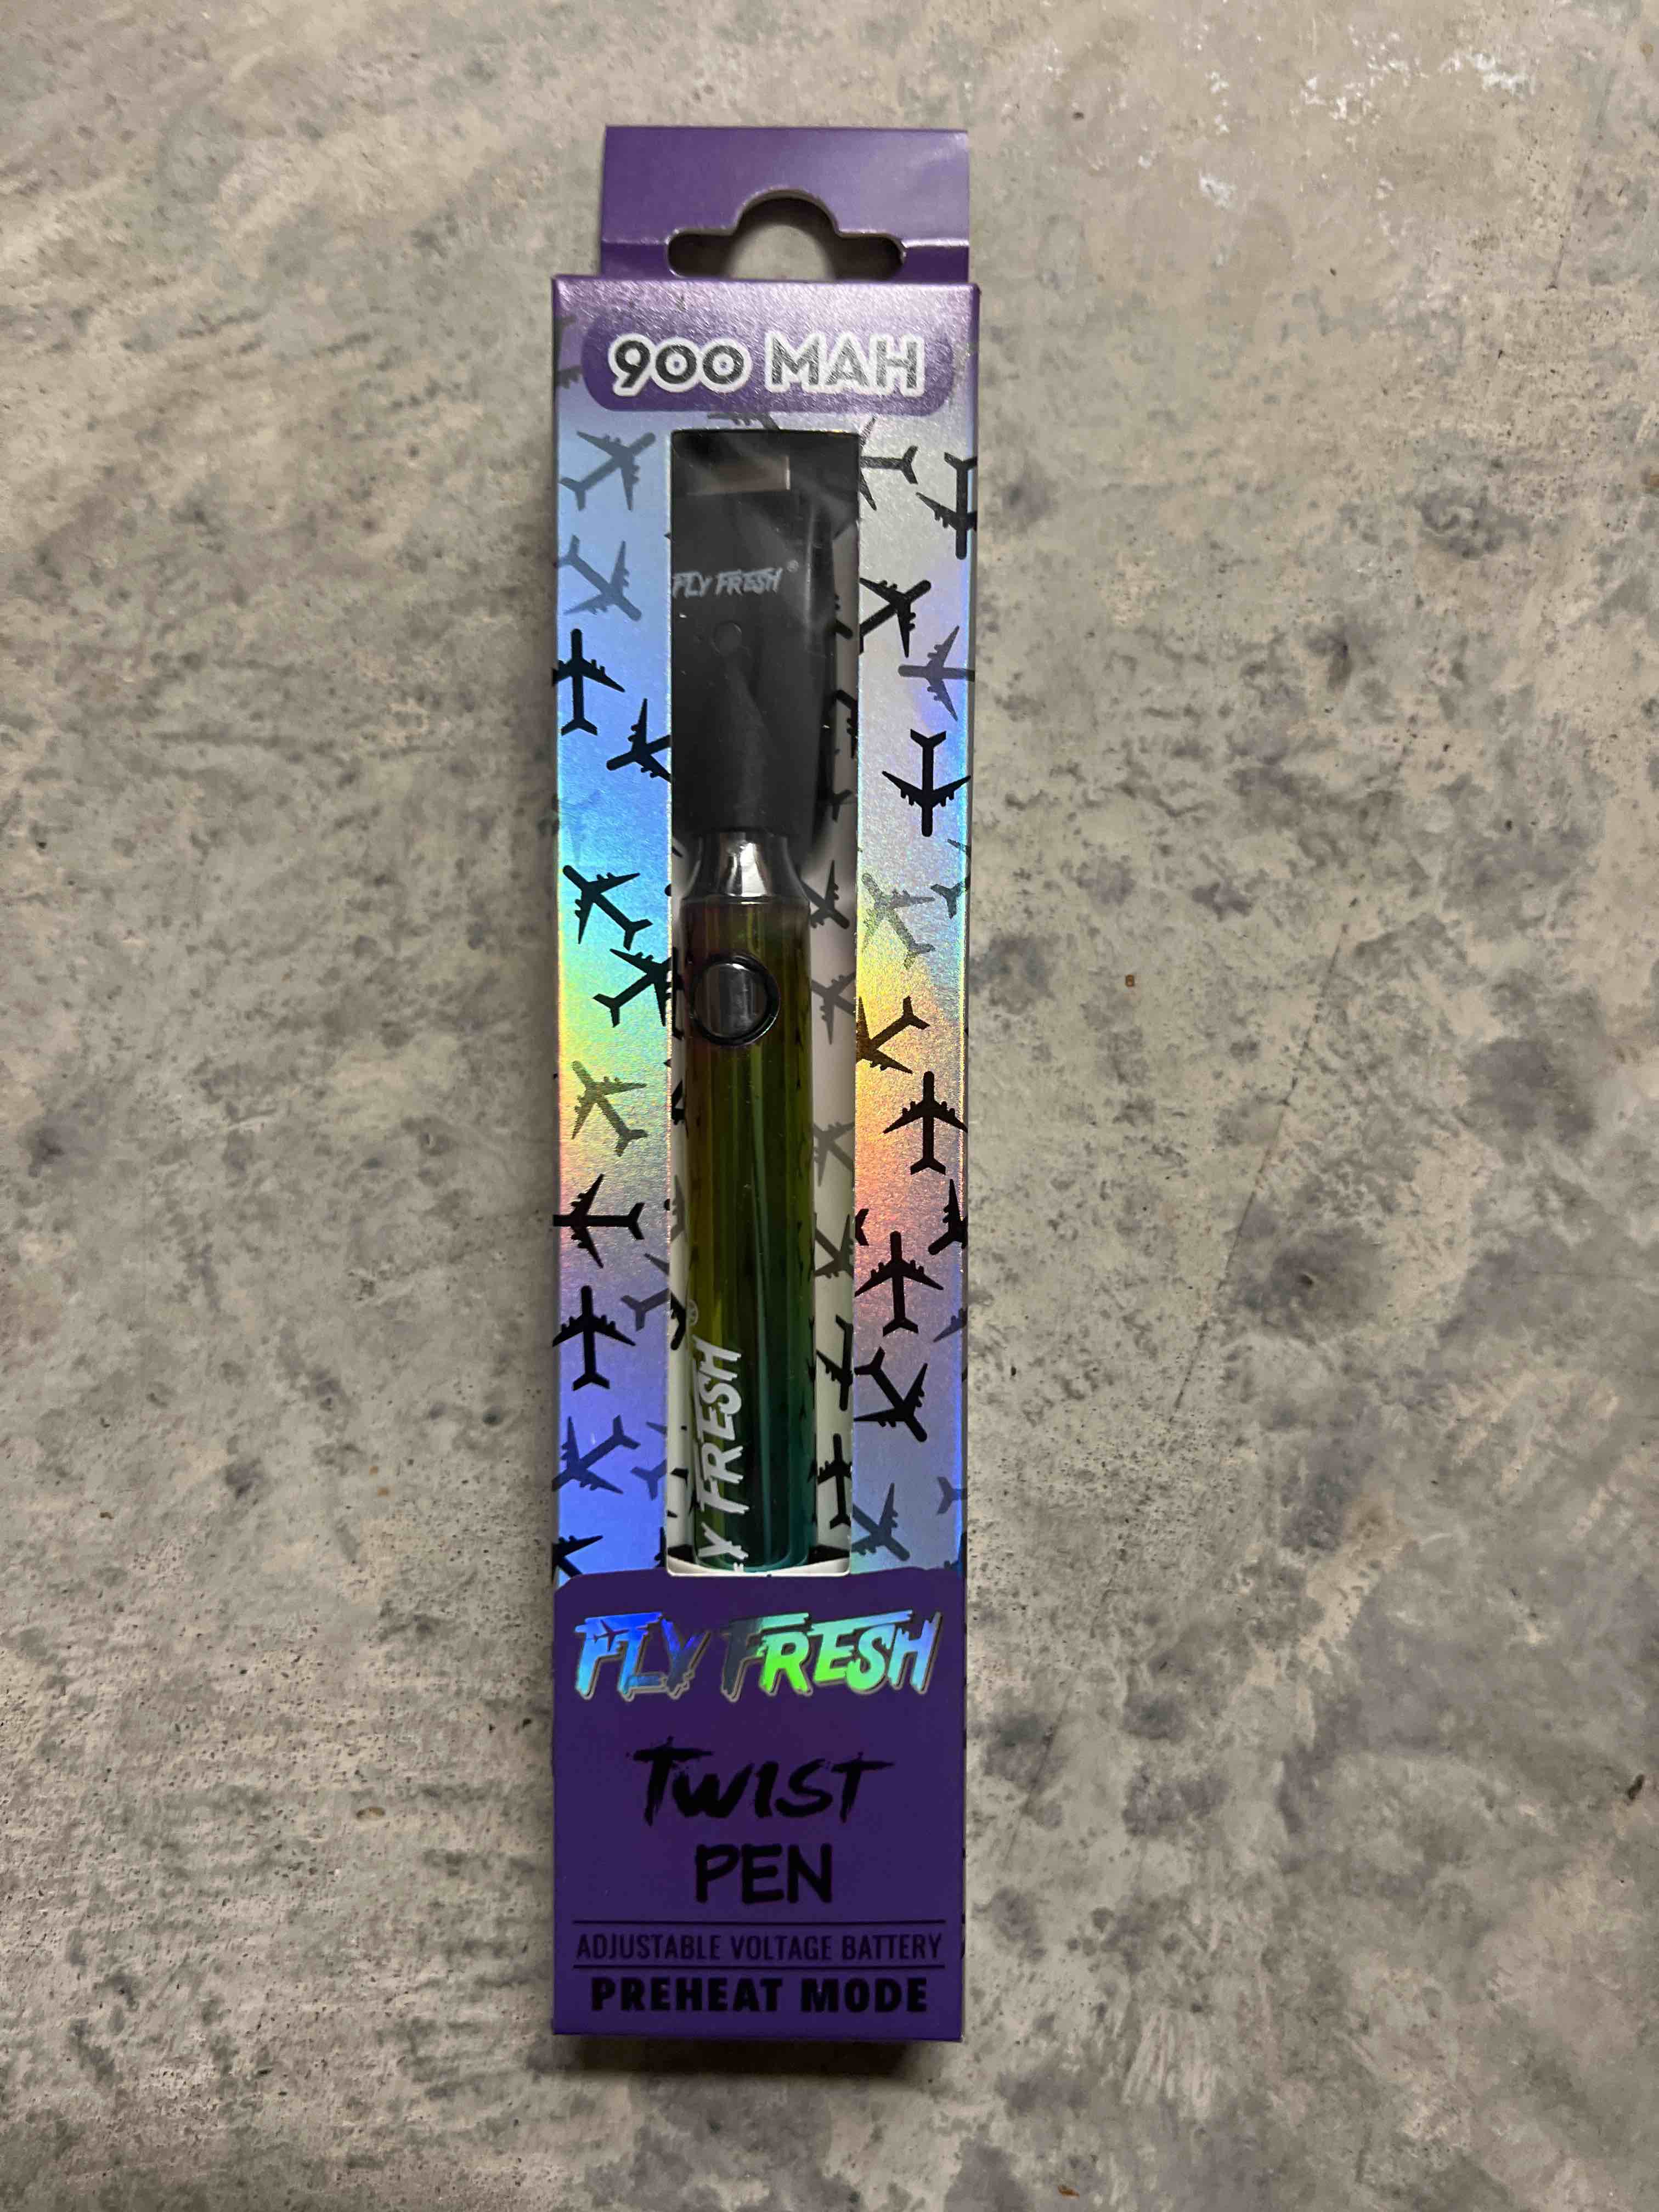 900 MAH
FLY FRESH®
Y FRESH®
FLY FRESH
TWIST
PEN
ADJUSTABLE VOLTAGE BATTERY
PREHEAT MODE